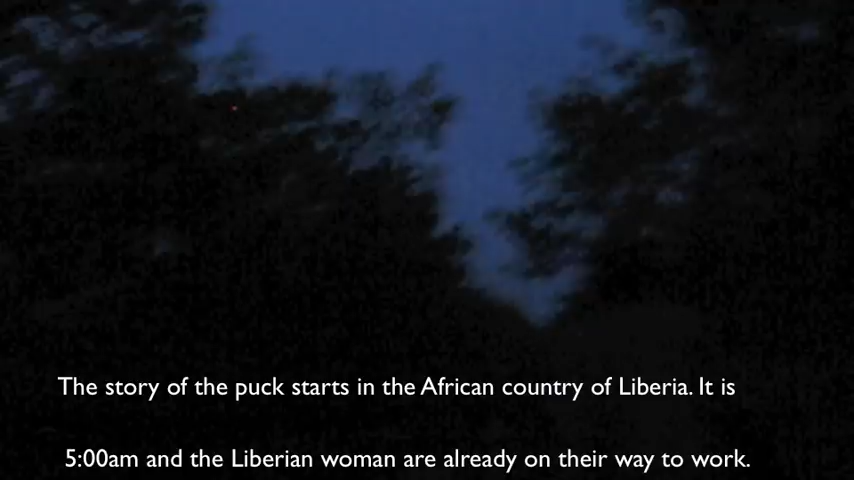 The story of the puck starts in the African country of Liberia. It is
5:00am and the Liberian woman are already on their way to work.